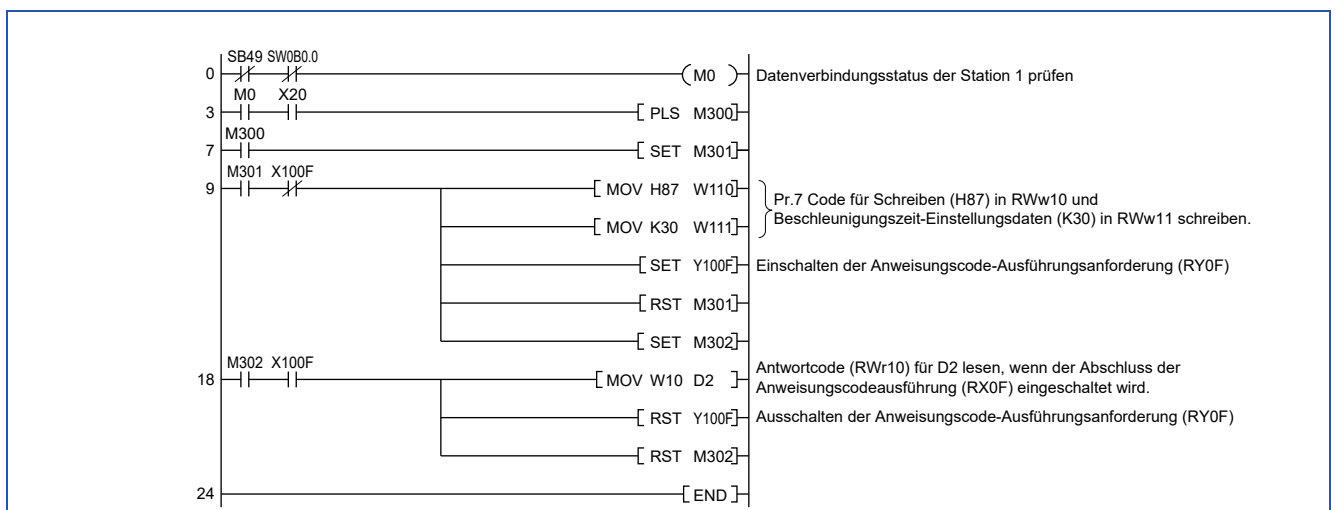 SB49 SW0B0.0
0 M0 Datenverbindungsstatus der Station 1 prüfen
M0 X20
3 PLS M300
M300
7 SET M301
M301 X100F
9 MOV H87 W110
Pr.7 Code für Schreiben (H87) in RWw10 und
Beschleunigungszeit-Einstellungsdaten (K30) in RWw11 schreiben.
MOV K30 W111
SET Y100F Einschalten der Anweisungscode-Ausführungsanforderung (RY0F)
RST M301
SET M302
M302 X100F
18 MOV W10 D2
Antwortcode (RWr10) für D2 lesen, wenn der Abschluss der
Anweisungscodeausführung (RX0F) eingeschaltet wird.
RST Y100F Ausschalten der Anweisungscode-Ausführungsanforderung (RY0F)
RST M302
24 END